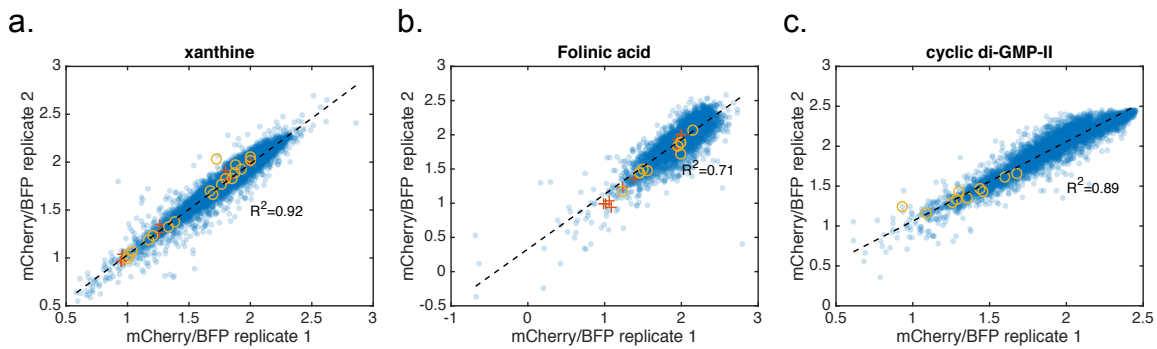 a.
xanthine
3
2.5
2
1.5
1
0.5
0.5
1
1.5
2
2.5
3
mCherry/BFP replicate 2
mCherry/BFP replicate 1
R²=0.92
b.
Folinic acid
3
2.5
2
1.5
1
0.5
0
-0.5
-1
0
1
2
3
mCherry/BFP replicate 2
mCherry/BFP replicate 1
R²=0.71
c.
cyclic di-GMP-II
3
2.5
2
1.5
1
0.5
0
0.5
1
1.5
2
2.5
mCherry/BFP replicate 2
mCherry/BFP replicate 1
R²=0.89